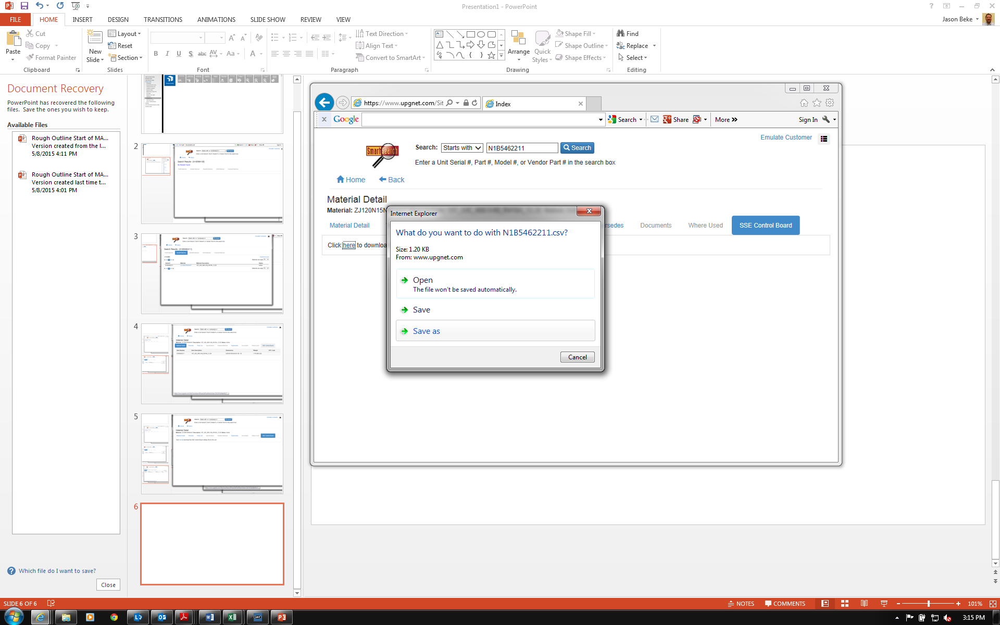 Presentation1 - PowerPoint
FILE HOME INSERT DESIGN TRANSITIONS ANIMATIONS SLIDE SHOW REVIEW VIEW
Jason Beke
Paste
Cut
Copy
Format Painter
Clipboard
New
Slide
Layout
Reset
Section
Slides
Font
Text Direction
Align Text
Convert to SmartArt
Paragraph
Arrange
Quick
Styles
Shape Fill
Shape Outline
Shape Effects
Drawing
Find
Replace
Select
Editing
Document Recovery
PowerPoint has recovered the following
files. Save the ones you wish to keep.
Available Files
Rough Outline Start of MA...
Version created from the l...
5/8/2015 4:11 PM
Rough Outline Start of MA...
Version created last time t...
5/8/2015 4:01 PM
Which file do I want to save?
Close
2
3
4
5
6
https://www.upgnet.com/Sit
Index
Google
Search
Share
More
Sign In
Emulate Customer
SmartSearch
Search: Starts with N1B5462211 Search
Enter a Unit Serial #, Part #, Model #, or Vendor Part # in the search box
Home Back
Material Detail
Material: ZJ120N15N
Material Detail
rsedes Documents Where Used SSE Control Board
Click here to downloa
Internet Explorer
What do you want to do with N1B5462211.csv?
Size: 1.20 KB
From: www.upgnet.com
Open
The file won't be saved automatically.
Save
Save as
Cancel
SLIDE 6 OF 6
NOTES COMMENTS 101%
3:15 PM